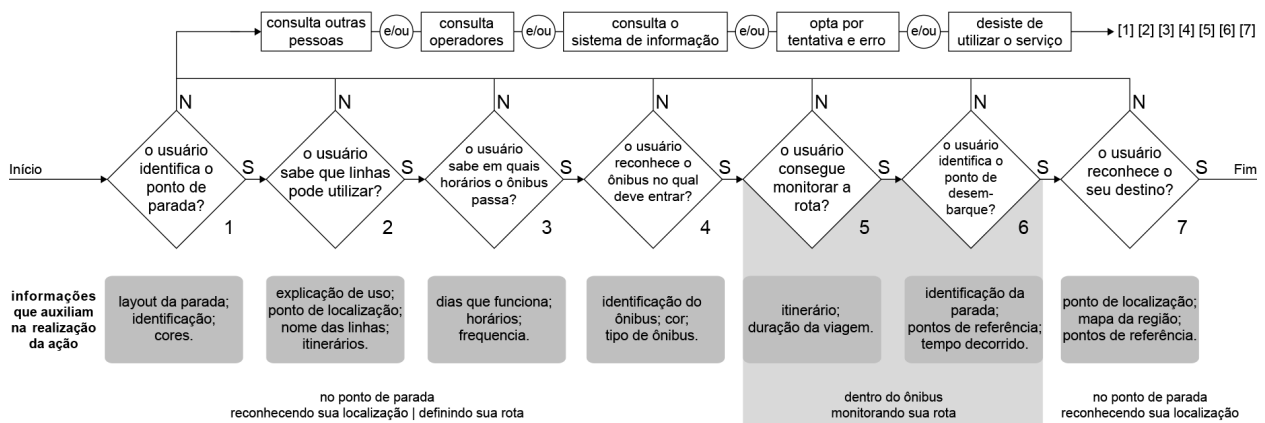 consulta outras
pessoas
e/ou
consulta
operadores
e/ou
consulta o
sistema de informação
e/ou
opta por
tentativa e erro
e/ou
desiste de
utilizar o serviço
[1] [2] [3] [4] [5] [6] [7]
N
N
N
N
N
N
N
Início
o usuário
identifica o
ponto de
parada?
S
1
o usuário
sabe que linhas
pode utilizar?
S
2
o usuário
sabe em quais
horários o ônibus
passa?
S
3
o usuário
reconhece o
ônibus no qual
deve entrar?
S
4
o usuário
consegue
monitorar a
rota?
S
5
o usuário
identifica o
ponto de
desem-
barque?
S
6
o usuário
reconhece o
seu destino?
S
7
Fim
informações
que auxiliam
na realização
da ação
layout da parada;
identificação;
cores.
explicação de uso;
ponto de localização;
nome das linhas;
itinerários.
dias que funciona;
horários;
frequencia.
identificação do
ônibus; cor;
tipo de ônibus.
itinerário;
duração da viagem.
identificação da
parada;
pontos de referência;
tempo decorrido.
ponto de localização;
mapa da região;
pontos de referência.
no ponto de parada
reconhecendo sua localização | definindo sua rota
dentro do ônibus
monitorando sua rota
no ponto de parada
reconhecendo sua localização